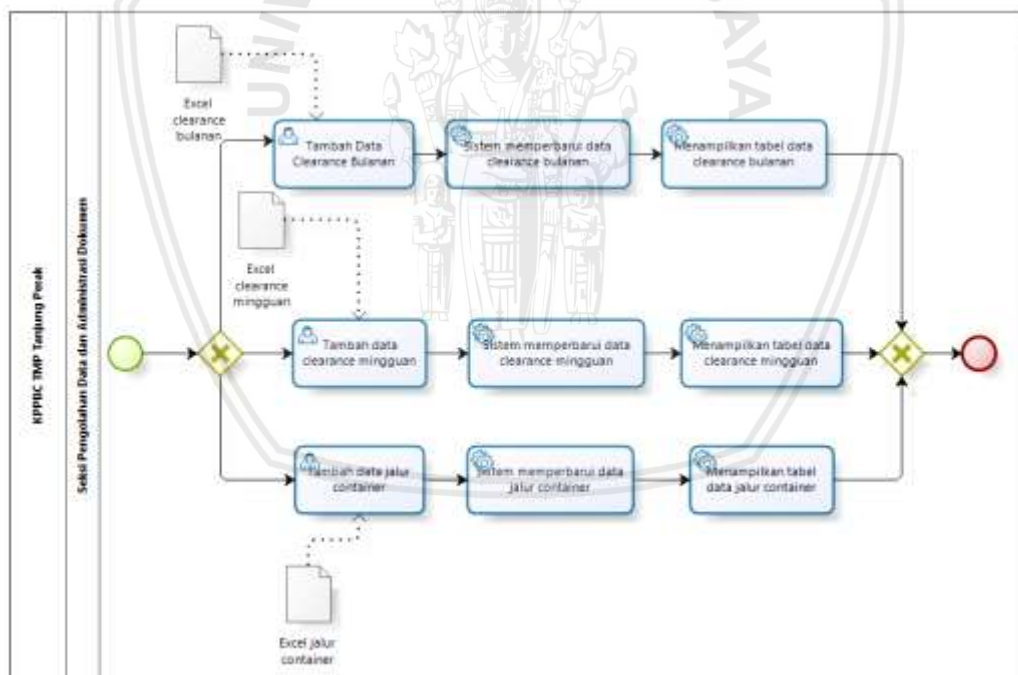 KPPBC TMP Tanjung Perak
Seksi Pengolahan Data dan Administrasi Dokumen
Excel
clearance
bulanan
Tambah Data
Clearance Bulanan
Sistem memperbarui data
clearance bulanan
Menampilkan tabel data
clearance bulanan
Excel
clearance
mingguan
Tambah data
clearance mingguan
Sistem memperbarui data
clearance mingguan
Menampilkan tabel data
clearance mingguan
Tambah data jalur
container
Sistem memperbarui data
jalur container
Menampilkan tabel
data jalur container
Excel jalur
container
UNI
AYA